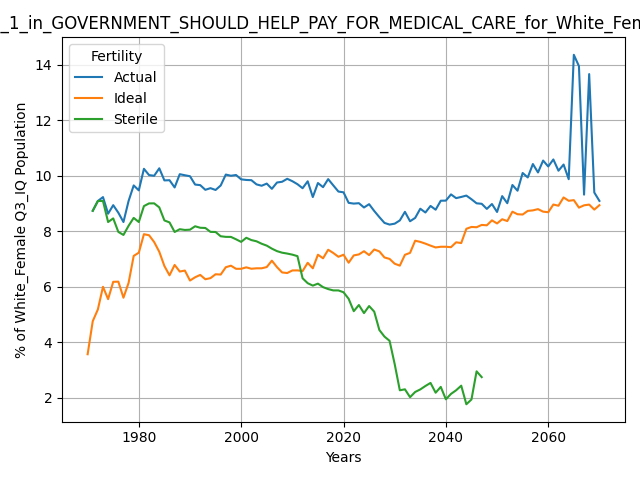 _1_in_GOVERNMENT_SHOULD_HELP_PAY_FOR_MEDICAL_CARE_for_White_Fem
Fertility
Actual
Ideal
Sterile
% of White_Female Q3_IQ Population
14
12
10
8
6
4
2
1980
2000
2020
2040
2060
Years